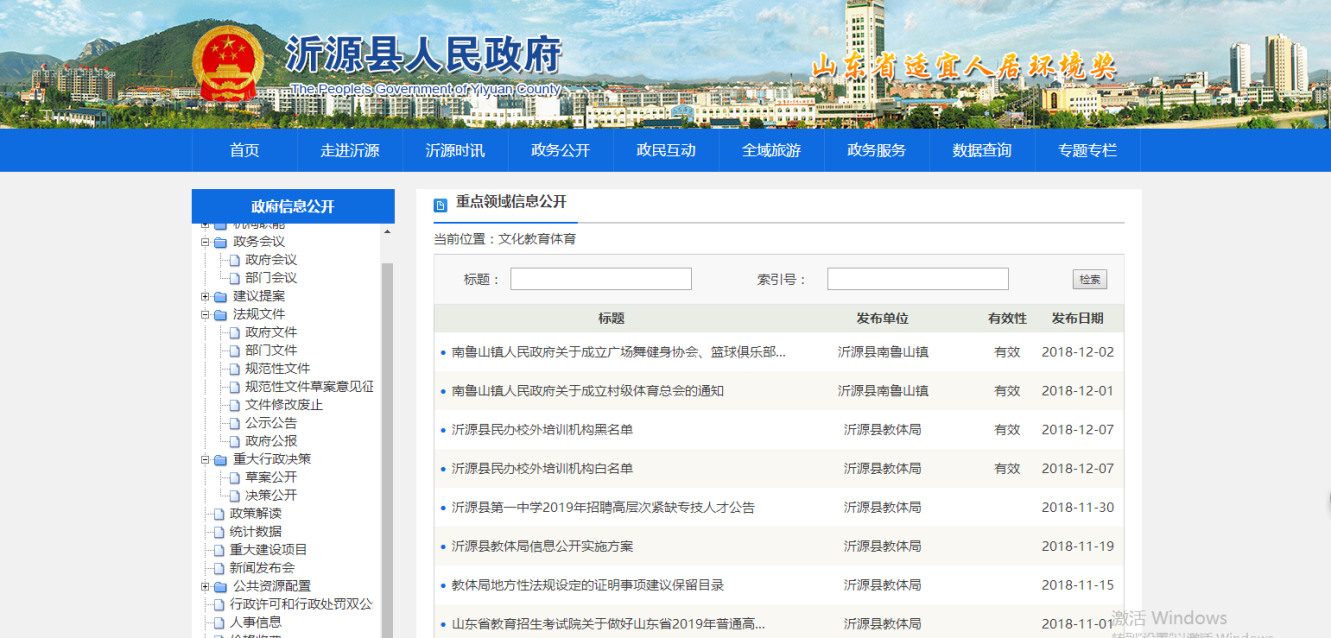 沂源县人民政府
The People's Government of Yiyuan County
山东省适宜人居环境奖
首页 走进沂源 沂源时讯 政务公开 政民互动 全域旅游 政务服务 数据查询 专题专栏
政府信息公开
机构职能
政务会议
政府会议
部门会议
建议提案
法规文件
政府文件
部门文件
规范性文件
规范性文件草案意见征
文件修改废止
公示公告
政府公报
重大行政决策
草案公开
决策公开
政策解读
统计数据
重大建设项目
新闻发布会
公共资源配置
行政许可和行政处罚双公
人事信息
重点领域信息公开
当前位置：文化教育体育
标题： 索引号： 检索
标题 发布单位 有效性 发布日期
南鲁山镇人民政府关于成立广场舞健身协会、篮球俱乐部... 沂源县南鲁山镇 有效 2018-12-02
南鲁山镇人民政府关于成立村级体育总会的通知 沂源县南鲁山镇 有效 2018-12-01
沂源县民办校外培训机构黑名单 沂源县教体局 有效 2018-12-07
沂源县民办校外培训机构白名单 沂源县教体局 有效 2018-12-07
沂源县第一中学2019年招聘高层次紧缺专技人才公告 沂源县教体局 2018-11-30
沂源县教体局信息公开实施方案 沂源县教体局 2018-11-19
教体局地方性法规设定的证明事项建议保留目录 沂源县教体局 2018-11-15
山东省教育招生考试院关于做好山东省2019年普通高... 沂源县教体局 2018-11-01
激活 Windows